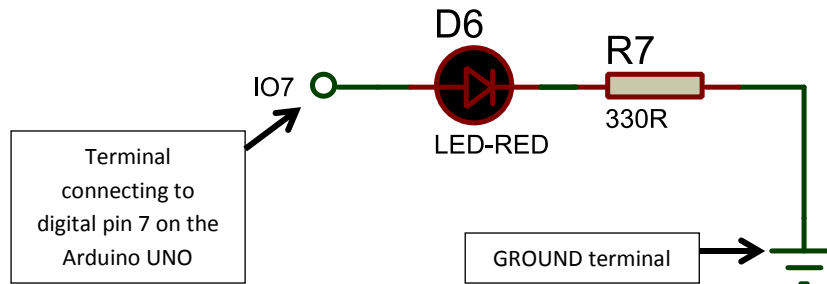 D6
R7
IO7
330R
LED-RED
Terminal
connecting to
digital pin 7 on the
Arduino UNO
GROUND terminal